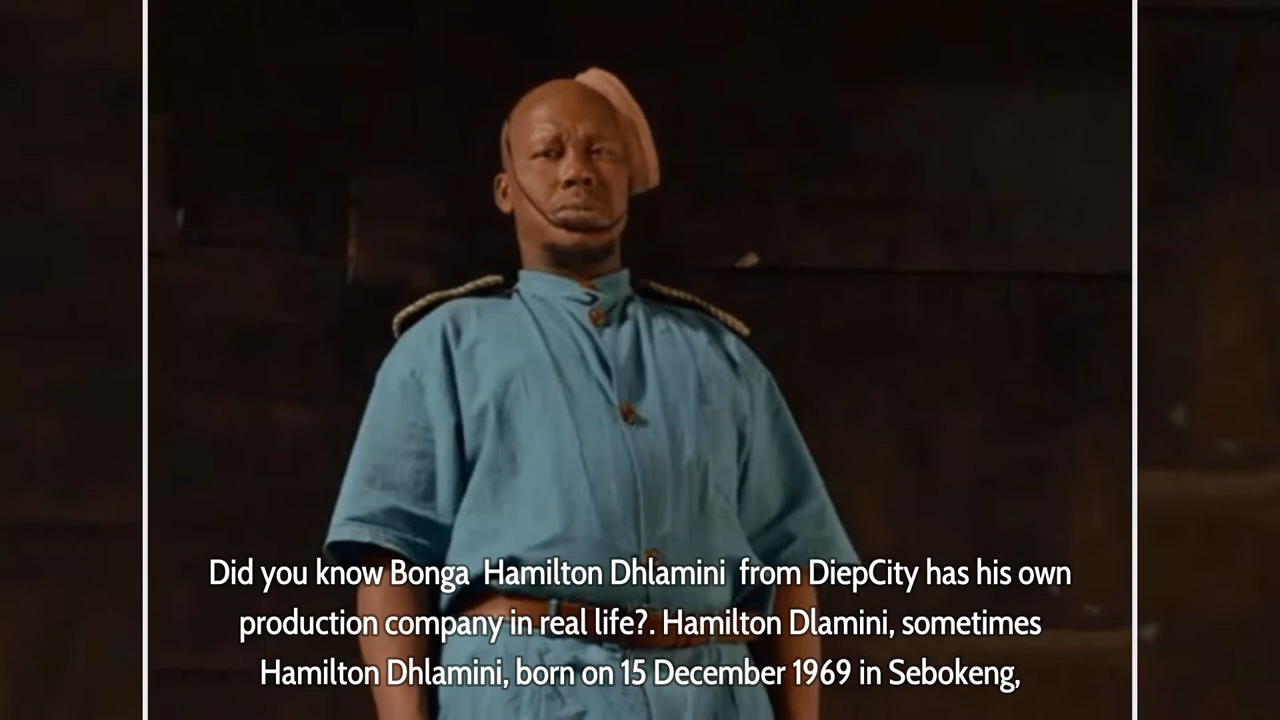 Did you know Bonga  Hamilton Dhlamini  from DiepCity has his own
production company in real life?. Hamilton Dlamini, sometimes
Hamilton Dhlamini, born on 15 December 1969 in Sebokeng,